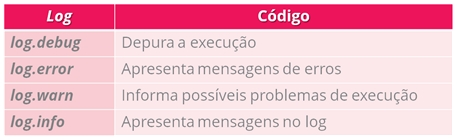 Log Código
log.debug Depura a execução
log.error Apresenta mensagens de erros
log.warn Informa possíveis problemas de execução
log.info Apresenta mensagens no log